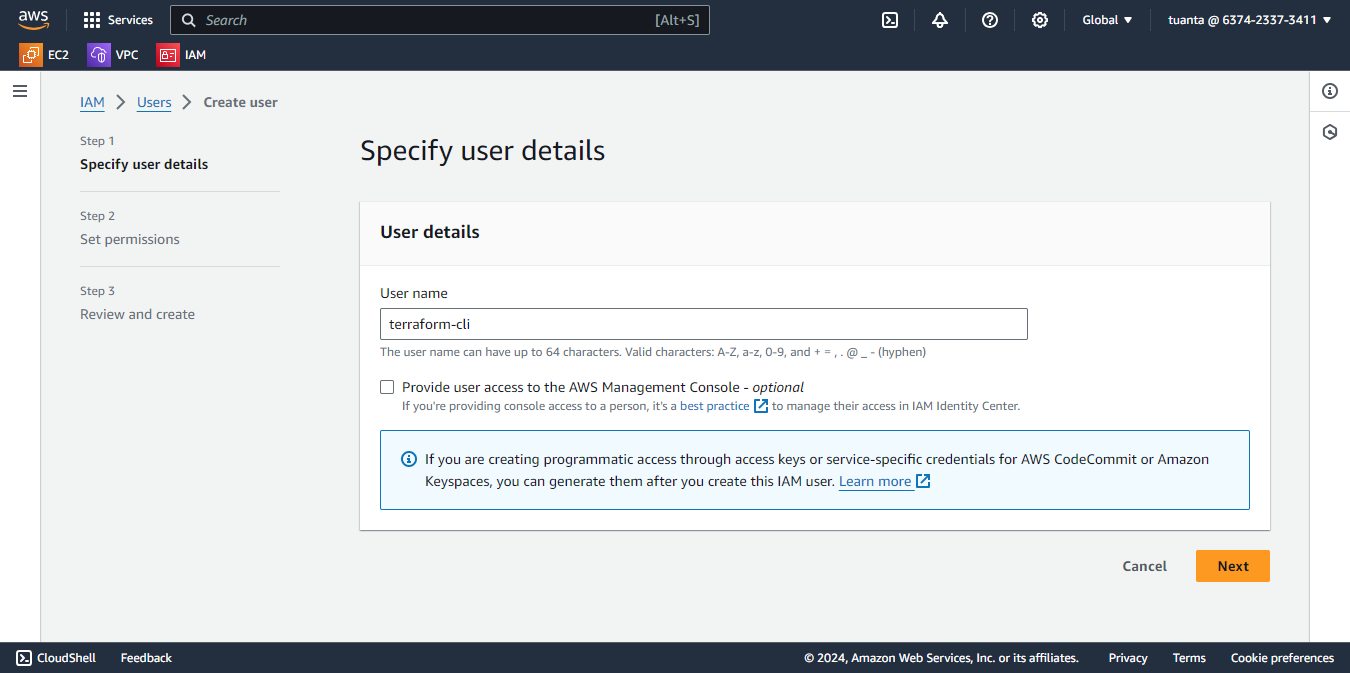 aws Services Search [Alt+S] Global tuanta @ 6374-2337-3411
EC2 VPC IAM
IAM Users Create user
Step 1
Specify user details
Step 2
Set permissions
Step 3
Review and create
Specify user details
User details
User name
terraform-cli
The user name can have up to 64 characters. Valid characters: A-Z, a-z, 0-9, and + = , . @ _ - (hyphen)
Provide user access to the AWS Management Console - optional
If you're providing console access to a person, it's a best practice to manage their access in IAM Identity Center.
If you are creating programmatic access through access keys or service-specific credentials for AWS CodeCommit or Amazon
Keyspaces, you can generate them after you create this IAM user. Learn more
Cancel Next
CloudShell Feedback © 2024, Amazon Web Services, Inc. or its affiliates. Privacy Terms Cookie preferences